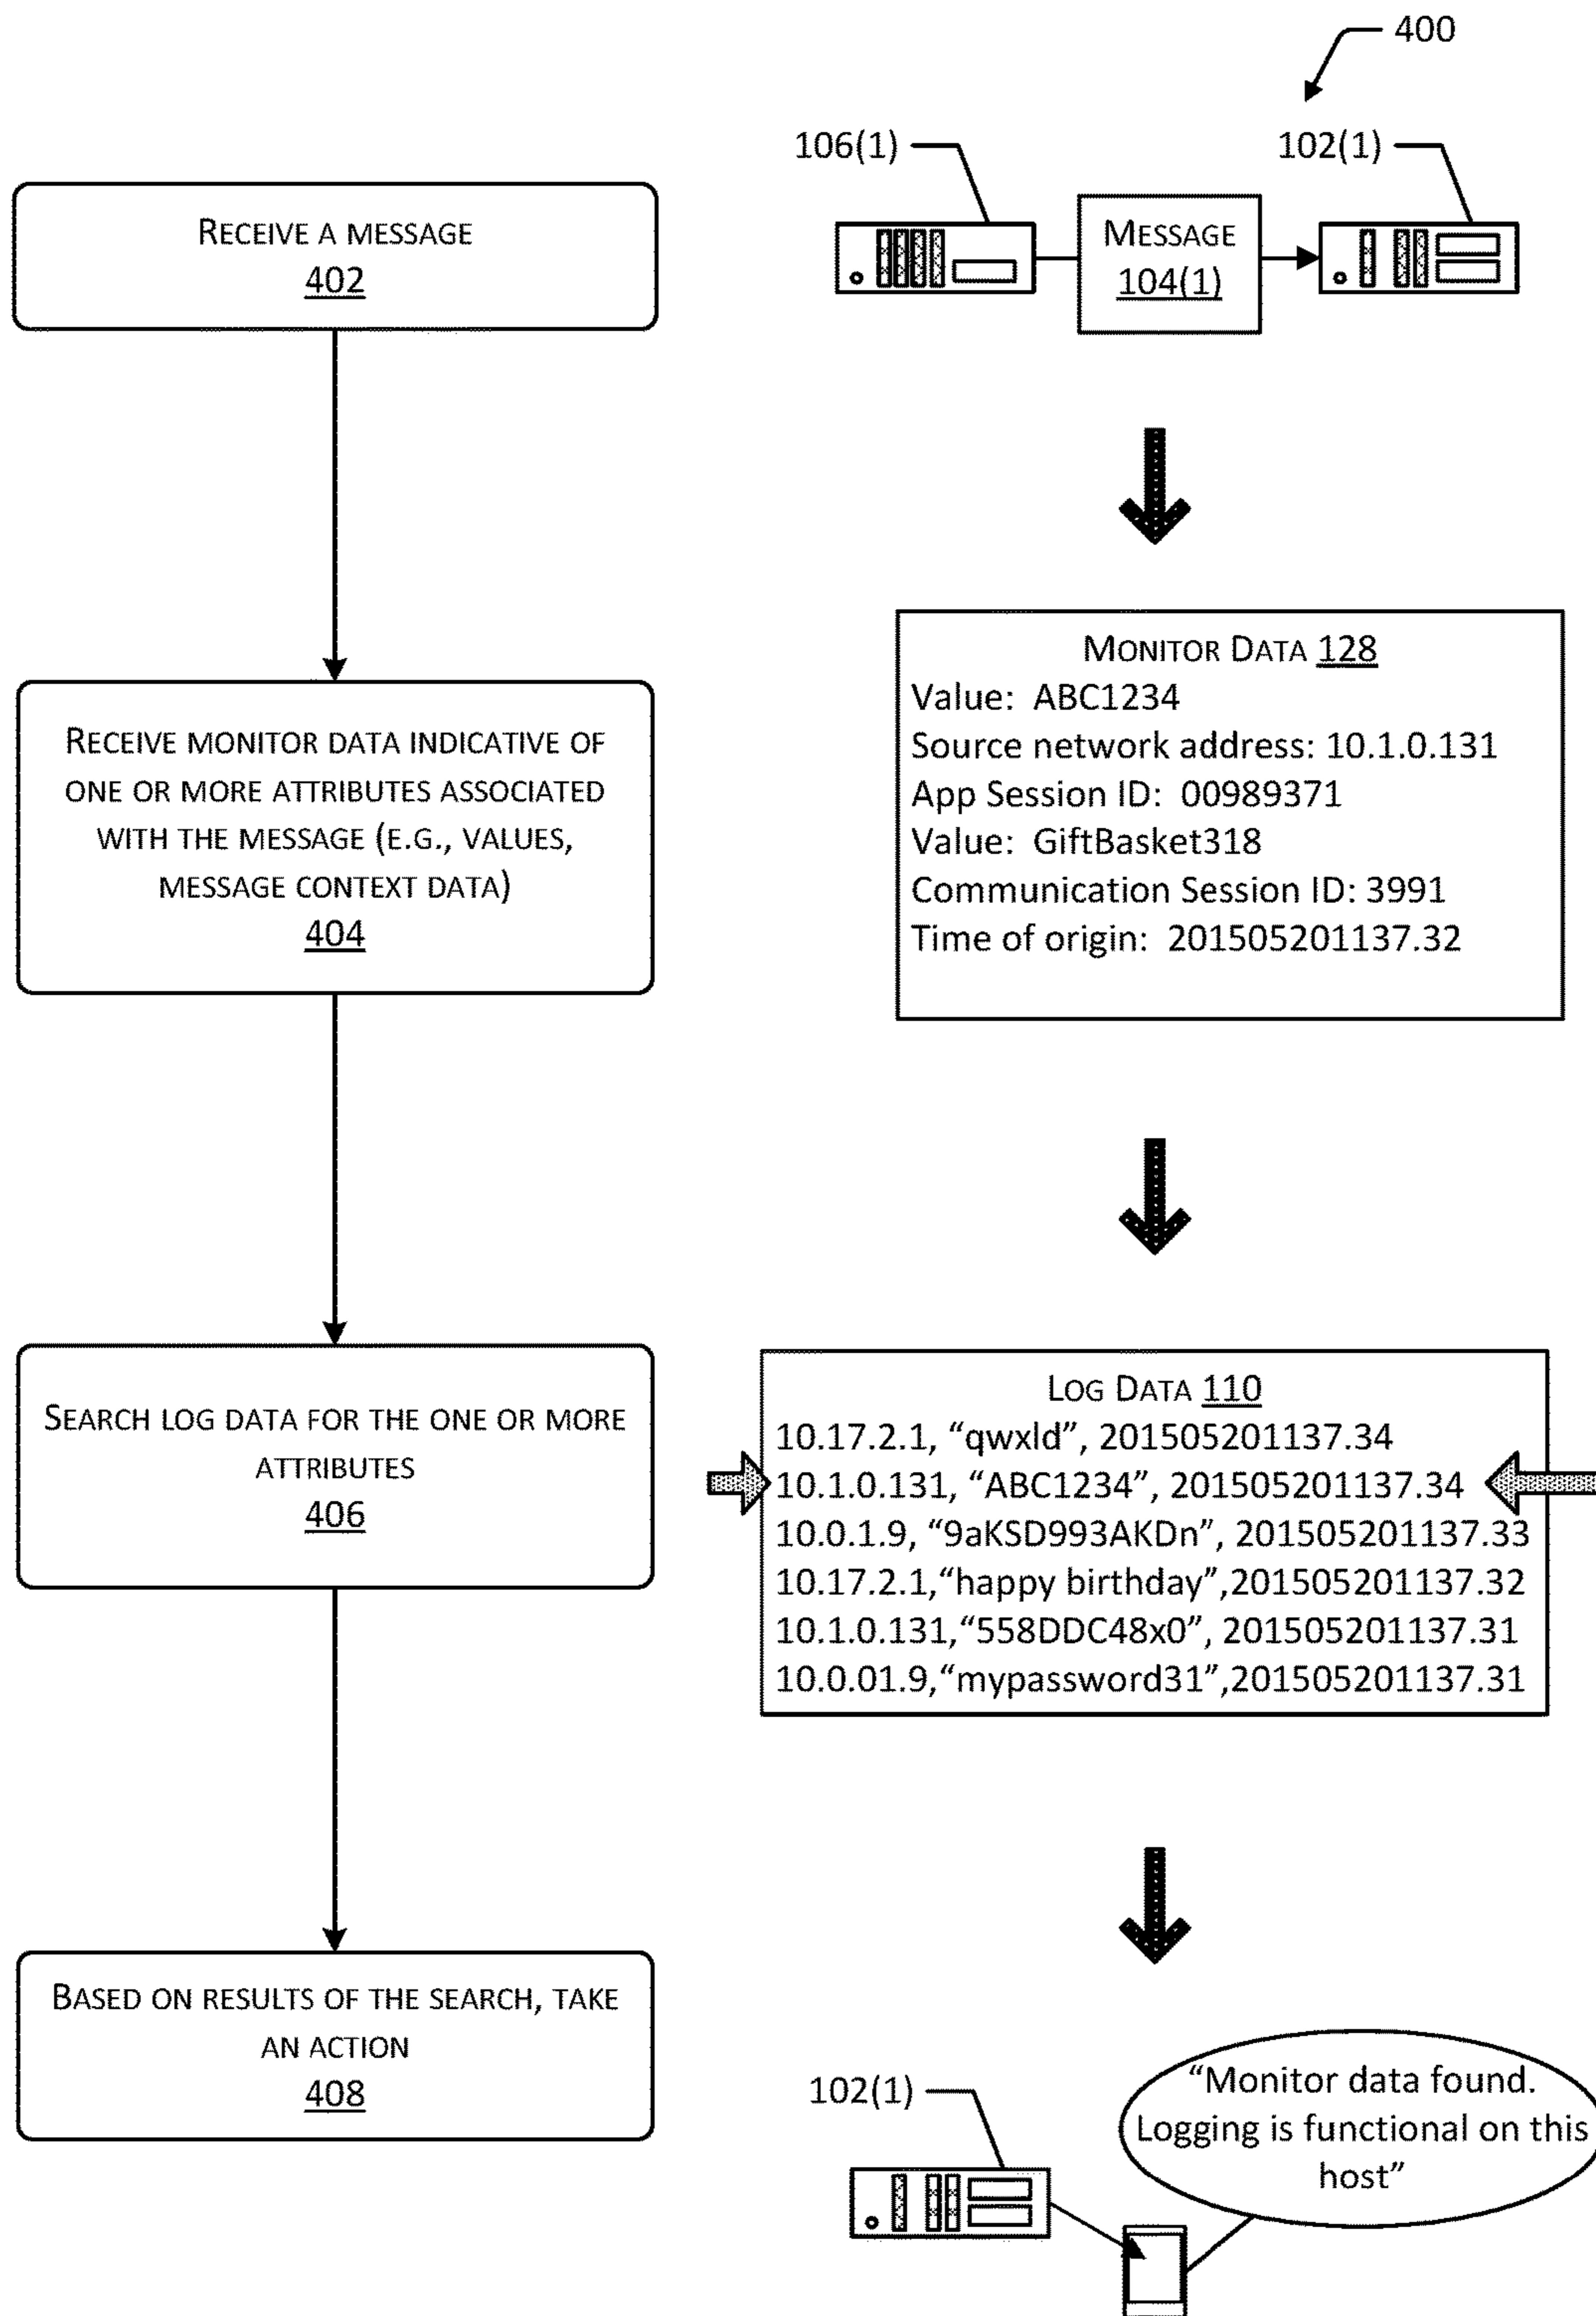 400
106(1)
102(1)
RECEIVE A MESSAGE
402
MESSAGE
104(1)
RECEIVE MONITOR DATA INDICATIVE OF
ONE OR MORE ATTRIBUTES ASSOCIATED
WITH THE MESSAGE (E.G., VALUES,
MESSAGE CONTEXT DATA)
404
MONITOR DATA 128
Value: ABC1234
Source network address: 10.1.0.131
App Session ID: 00989371
Value: GiftBasket318
Communication Session ID: 3991
Time of origin: 201505201137.32
SEARCH LOG DATA FOR THE ONE OR MORE
ATTRIBUTES
406
LOG DATA 110
10.17.2.1, “qwxld”, 201505201137.34
10.1.0.131, “ABC1234”, 201505201137.34
10.0.1.9, “9aKSD993AKDn”, 201505201137.33
10.17.2.1,“happy birthday”,201505201137.32
10.1.0.131,“558DDC48x0”, 201505201137.31
10.0.01.9,“mypassword31”,201505201137.31
BASED ON RESULTS OF THE SEARCH, TAKE
AN ACTION
408
102(1)
“Monitor data found.
Logging is functional on this
host”